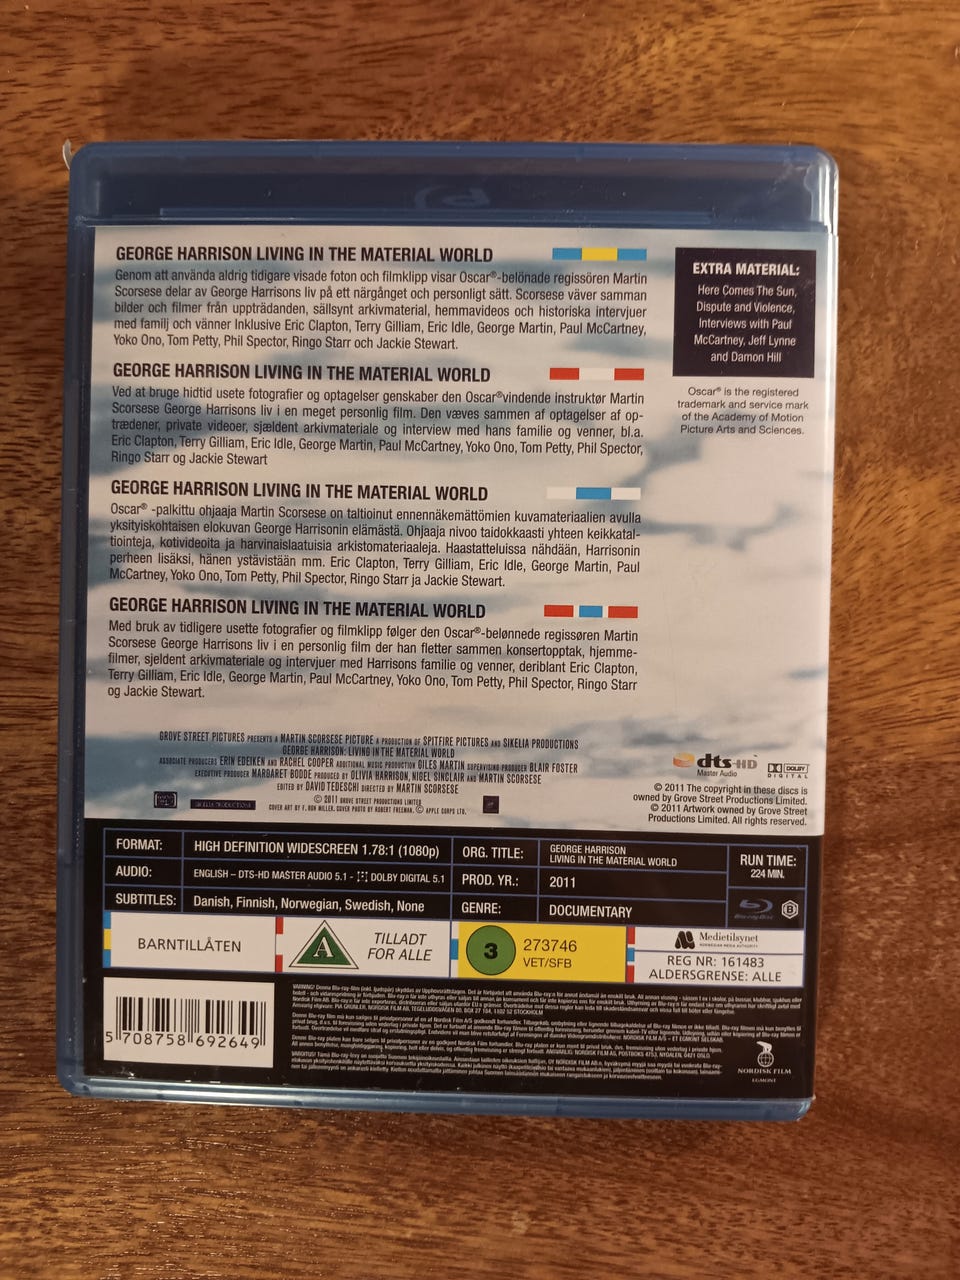 GEORGE HARRISON LIVING IN THE MATERIAL WORLD
Genom att använda aldrig tidigare visade foton och filmklipp visar Oscar®-belönade regissören Martin
Scorsese delar av George Harrisons liv på ett närgånget och personligt sätt. Scorsese väver samman
bilder och filmer från uppträdanden, sällsynt arkivmaterial, hemmavideos och historiska intervjuer
med familj och vänner Inklusive Eric Clapton, Terry Gilliam, Eric Idle, George Martin, Paul McCartney,
Yoko Ono, Tom Petty, Phil Spector, Ringo Starr och Jackie Stewart.
GEORGE HARRISON LIVING IN THE MATERIAL WORLD
Ved at bruge hidtid usete fotografier og optagelser genskaber den Oscar®vindende instruktør Martin
Scorsese George Harrisons liv i en meget personlig film. Den væves sammen af optagelser af op-
trædener, private videoer, sjældent arkivmateriale og interview med hans familie og venner, bl.a.
Eric Clapton, Terry Gilliam, Eric Idle, George Martin, Paul McCartney, Yoko Ono, Tom Petty, Phil Spector,
Ringo Starr og Jackie Stewart
GEORGE HARRISON LIVING IN THE MATERIAL WORLD
Oscar® -palkittu ohjaaja Martin Scorsese on taltioinut ennennäkemättömien kuvamateriaalien avulla
yksityiskohtaisen elokuvan George Harrisonin elämästä. Ohjaaja nivoo taidokkaasti yhteen keikkatal-
tiointeja, kotivideoita ja harvinaislaatuisia arkistomateriaaleja. Haastatteluissa nähdään, Harrisonin
perheen lisäksi, hänen ystävistään mm. Eric Clapton, Terry Gilliam, Eric Idle, George Martin, Paul
McCartney, Yoko Ono, Tom Petty, Phil Spector, Ringo Starr ja Jackie Stewart.
GEORGE HARRISON LIVING IN THE MATERIAL WORLD
Med bruk av tidligere usette fotografier og filmklipp følger den Oscar®-belønnede regissøren Martin
Scorsese George Harrisons liv i en personlig film der han fletter sammen konsertopptak, hjemme-
filmer, sjeldent arkivmateriale og intervjuer med Harrisons familie og venner, deriblant Eric Clapton,
Terry Gilliam, Eric Idle, George Martin, Paul McCartney, Yoko Ono, Tom Petty, Phil Spector, Ringo Starr
og Jackie Stewart.
EXTRA MATERIAL:
Here Comes The Sun,
Dispute and Violence,
Interviews with Paul
McCartney, Jeff Lynne
and Damon Hill
Oscar® is the registered
trademark and service mark
of the Academy of Motion
Picture Arts and Sciences.
GROVE STREET PICTURES PRESENTS A MARTIN SCORSESE PICTURE A PRODUCTION OF SPITFIRE PICTURES AND SIKELIA PRODUCTIONS
GEORGE HARRISON: LIVING IN THE MATERIAL WORLD
ASSOCIATE PRODUCERS ERIN EDEIKEN AND RACHEL COOPER ADDITIONAL MUSIC PRODUCTION GILES MARTIN SUPERVISING PRODUCER BLAIR FOSTER
EXECUTIVE PRODUCER MARGARET BODDE PRODUCED BY OLIVIA HARRISON, NIGEL SINCLAIR AND MARTIN SCORSESE
EDITED BY DAVID TEDESCHI DIRECTED BY MARTIN SCORSESE
© 2011 GROVE STREET PRODUCTIONS LIMITED
COVER ART BY F. RON MILLER. COVER PHOTO BY ROBERT FREEMAN. © APPLE CORPS LTD.
SIKELIA PRODUCTIONS
dts-HD
Master Audio
DOLBY
DIGITAL
© 2011 The copyright in these discs is
owned by Grove Street Productions Limited.
© 2011 Artwork owned by Grove Street
Productions Limited. All rights reserved.
FORMAT: HIGH DEFINITION WIDESCREEN 1.78:1 (1080p)
AUDIO: ENGLISH – DTS-HD MASTER AUDIO 5.1 - DOLBY DIGITAL 5.1
SUBTITLES: Danish, Finnish, Norwegian, Swedish, None
ORG. TITLE: GEORGE HARRISON
LIVING IN THE MATERIAL WORLD
PROD. YR.: 2011
GENRE: DOCUMENTARY
RUN TIME:
224 MIN.
Blu-ray Disc
B
BARNTILLÅTEN
A
TILLADT
FOR ALLE
3
273746
VET/SFB
Medietilsynet
NORWEGIAN MEDIA AUTHORITY
REG NR: 161483
ALDERSGRENSE: ALLE
5 708758 692649
NORDISK FILM
EGMONT